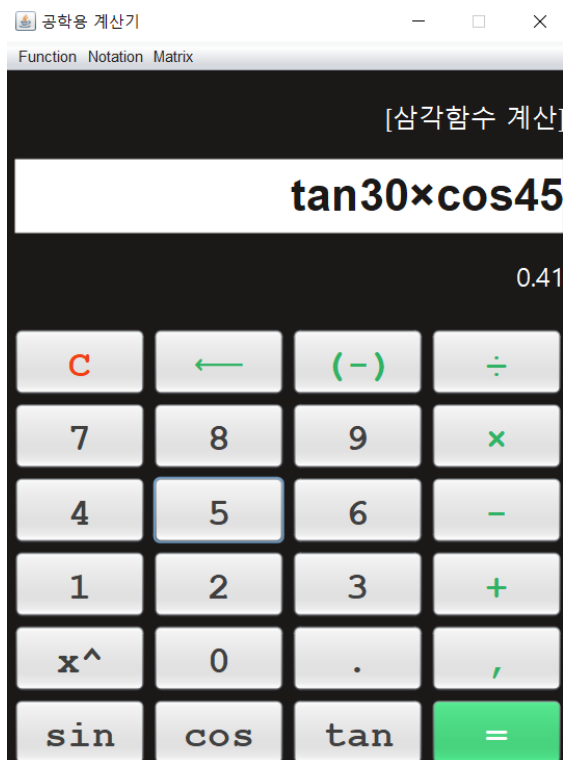 공학용 계산기
Function Notation Matrix
[삼각함수 계산]
tan30×cos45
0.41
C ← (-) ÷
7 8 9 ×
4 5 6 -
1 2 3 +
x^ 0 . ,
sin cos tan =